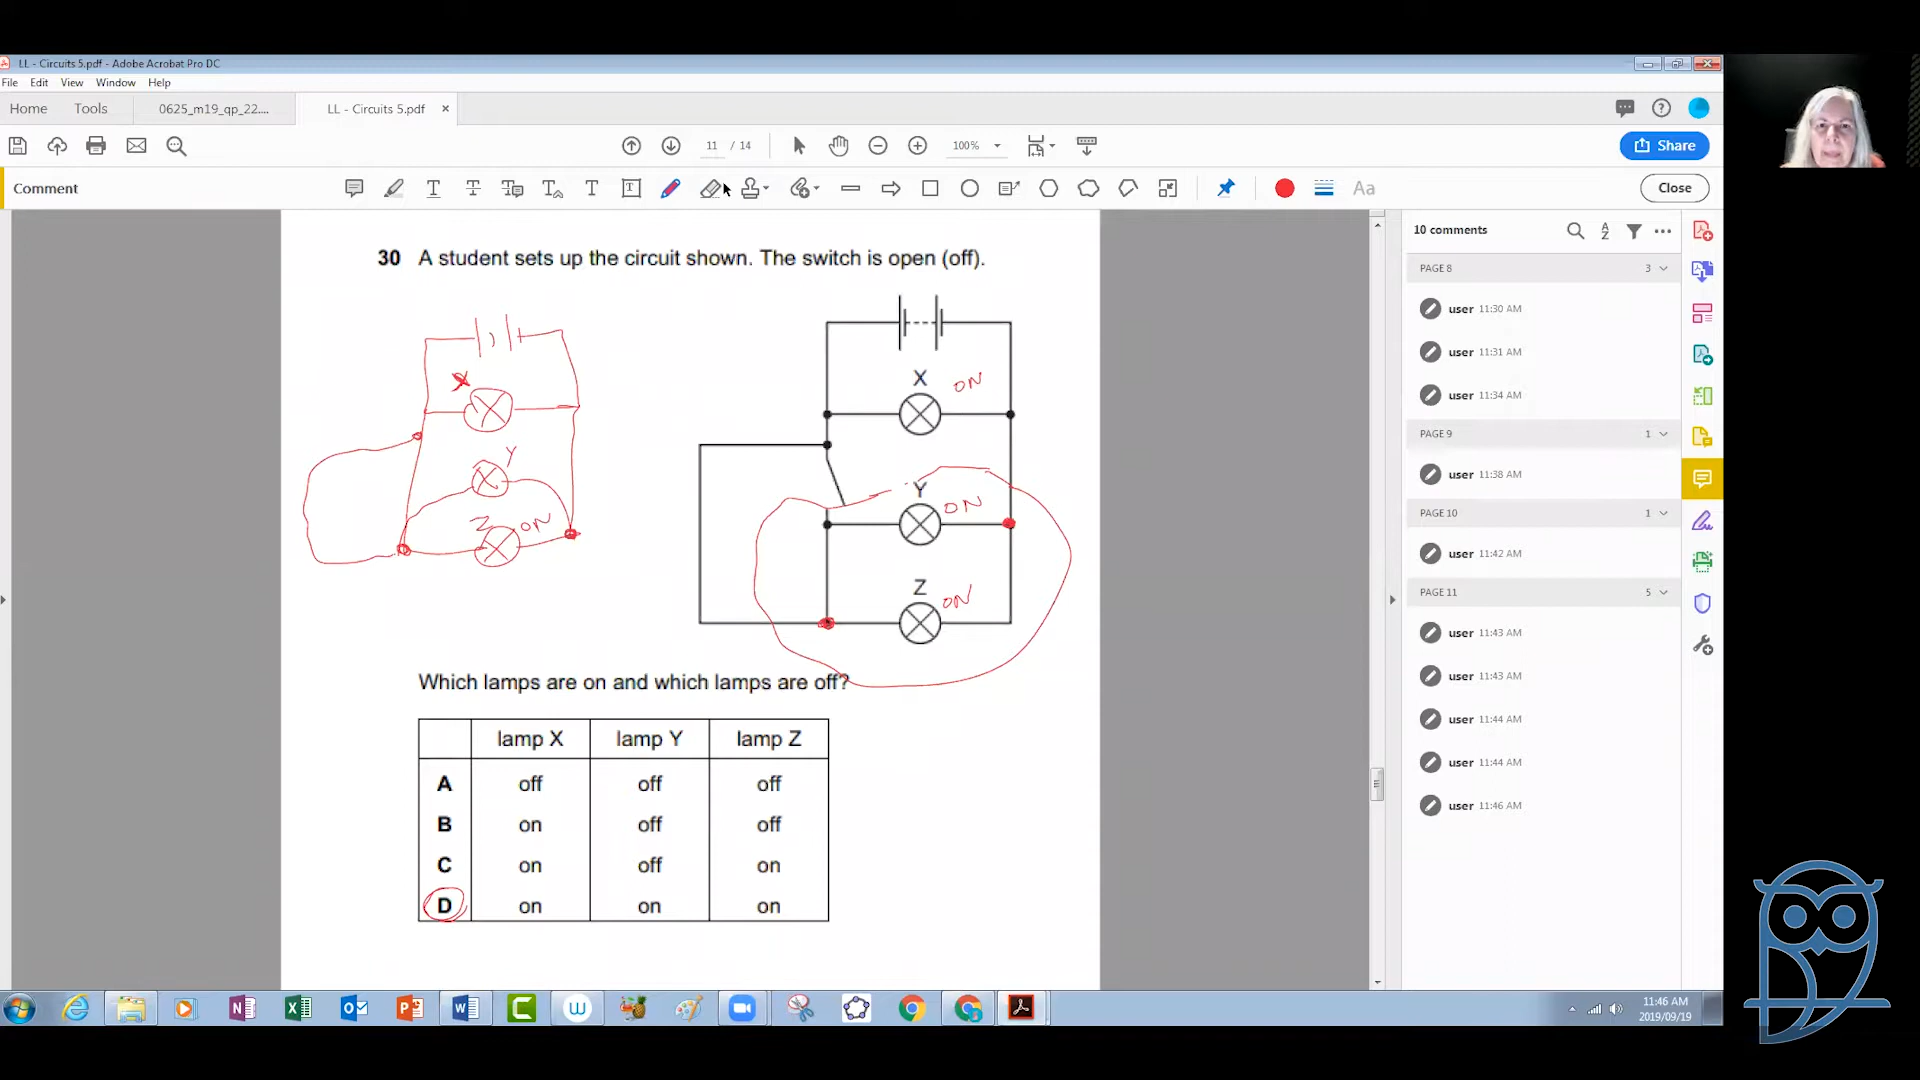 LL - Circuits 5.pdf - Adobe Acrobat Pro DC
File Edit View Window Help
Home Tools 0625_m19_qp_22.... LL - Circuits 5.pdf ×
11 / 14 100% Share
Comment Aa Close
30 A student sets up the circuit shown. The switch is open (off).
X ON
Y ON
Z ON
X
Y
Z ON
Which lamps are on and which lamps are off?
lamp X lamp Y lamp Z
A off off off
B on off off
C on off on
D on on on
10 comments
PAGE 8 3
user 11:30 AM
user 11:31 AM
user 11:34 AM
PAGE 9 1
user 11:38 AM
PAGE 10 1
user 11:42 AM
PAGE 11 5
user 11:43 AM
user 11:43 AM
user 11:44 AM
user 11:44 AM
user 11:46 AM
11:46 AM
2019/09/19